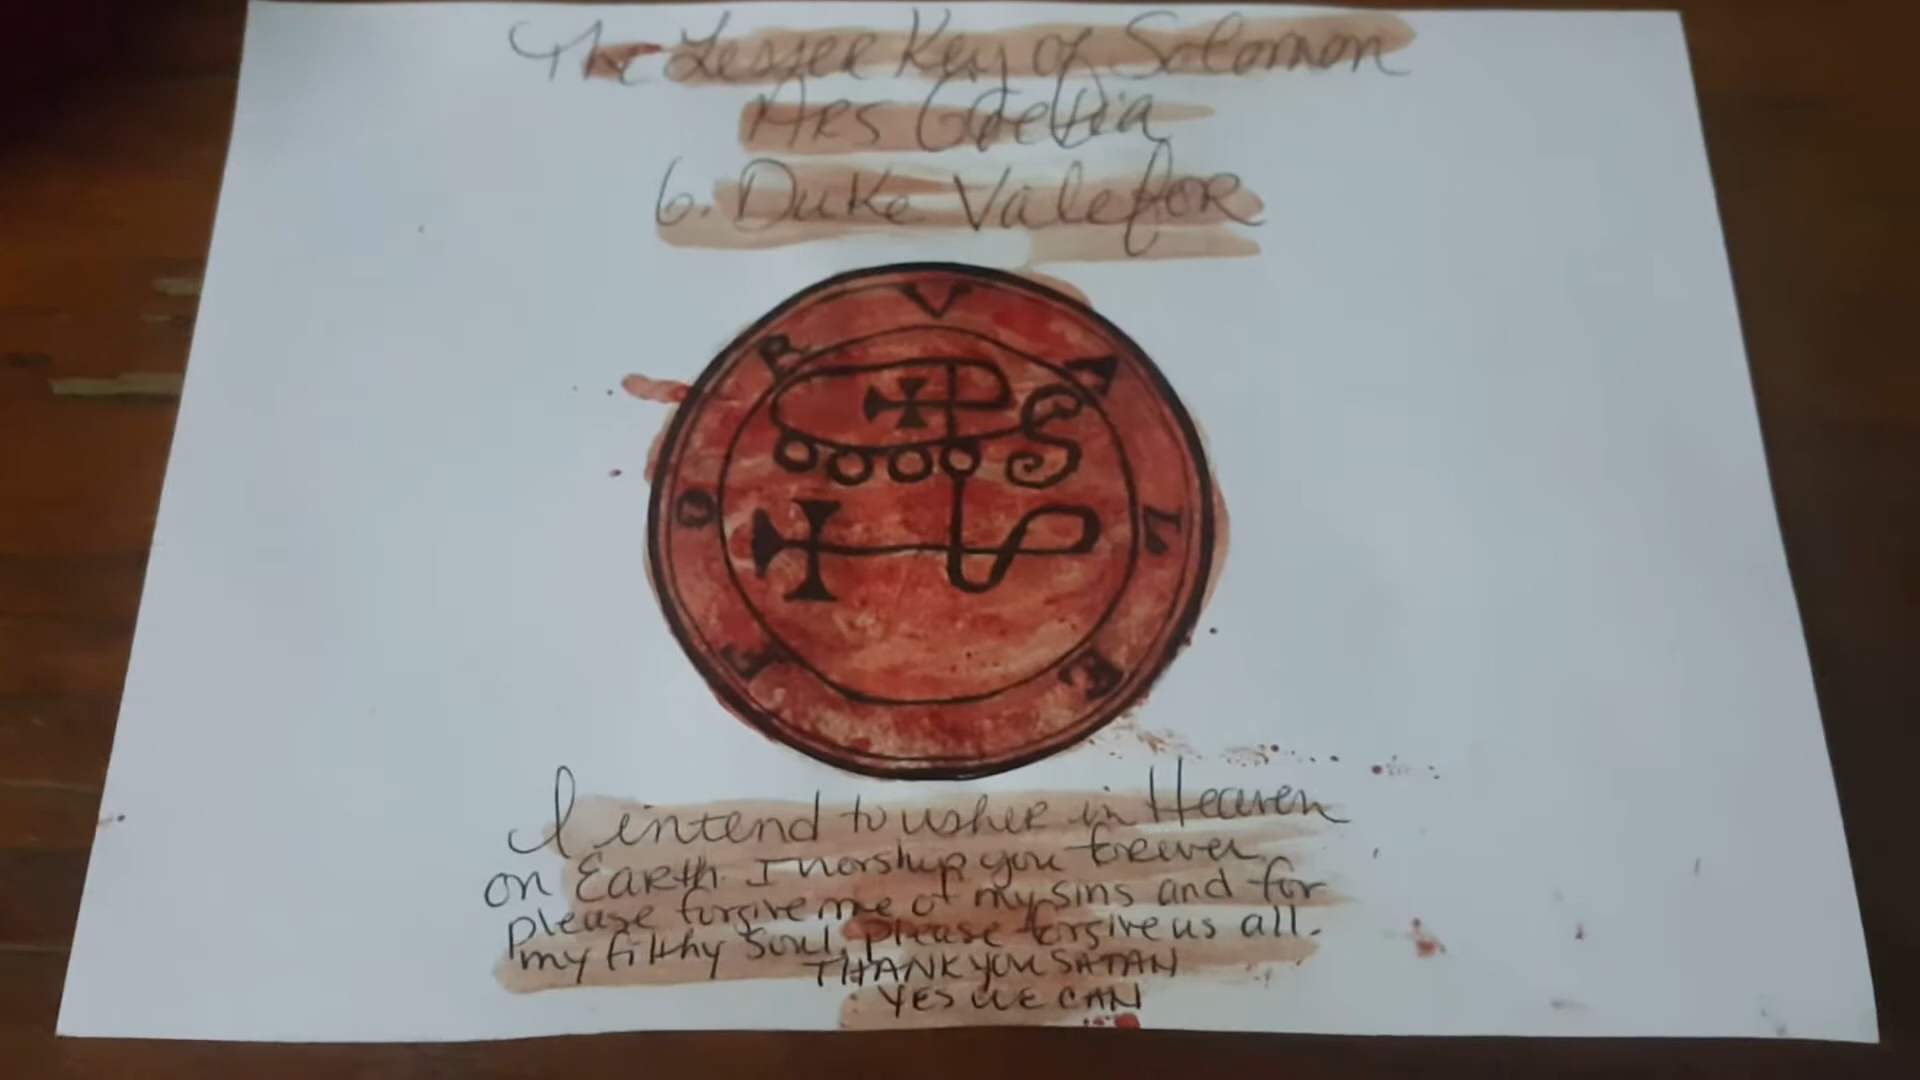 The Lesser Key of Solomon
Ars Goetia
6. Duke Valefor
VALEFOR
I intend to usher in Heaven
on Earth. I worship you forever
please forgive me of my sins and for
my filthy soul, please forgive us all.
THANK YOU SATAN
YES WE CAN